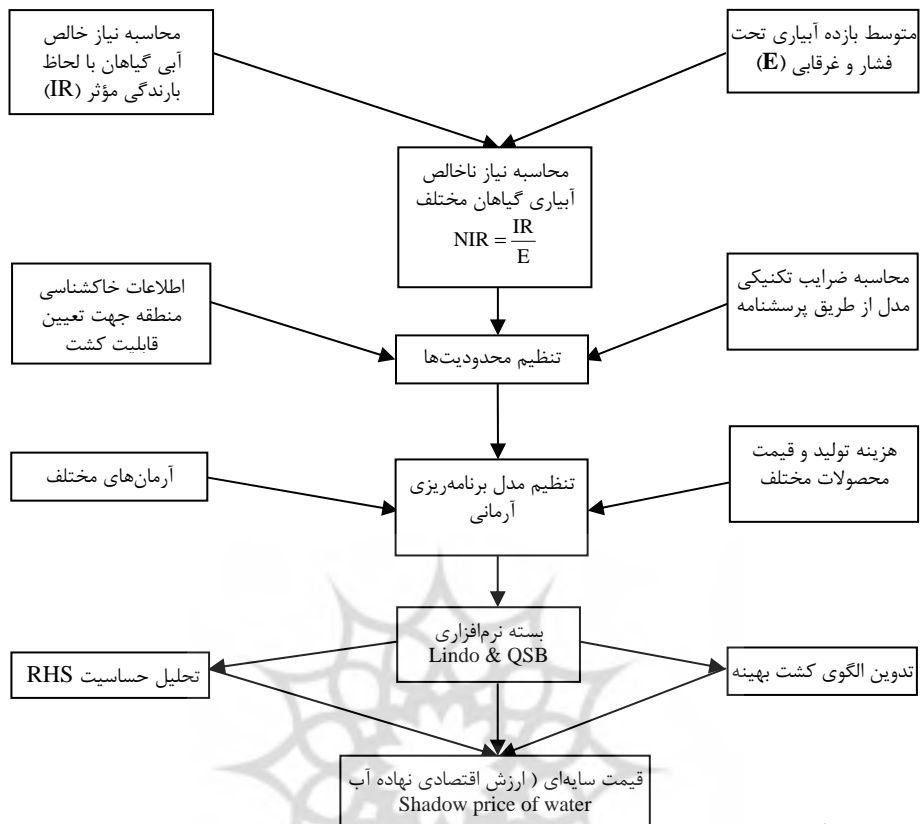 متوسط بازده آبیاری تحت
فشار و غرقابی (E)
محاسبه نیاز خالص
آبی گیاهان با لحاظ
بارندگی مؤثر (IR)
محاسبه نیاز ناخالص
آبیاری گیاهان مختلف
NIR = IR / E
محاسبه ضرایب تکنیکی
مدل از طریق پرسشنامه
اطلاعات خاکشناسی
منطقه جهت تعیین
قابلیت کشت
تنظیم محدودیت‌ها
هزینه تولید و قیمت
محصولات مختلف
آرمان‌های مختلف
تنظیم مدل برنامه‌ریزی
آرمانی
بسته نرم‌افزاری
Lindo & QSB
تدوین الگوی کشت بهینه
تحلیل حساسیت RHS
قیمت سایه‌ای ( ارزش اقتصادی نهاده آب
Shadow price of water